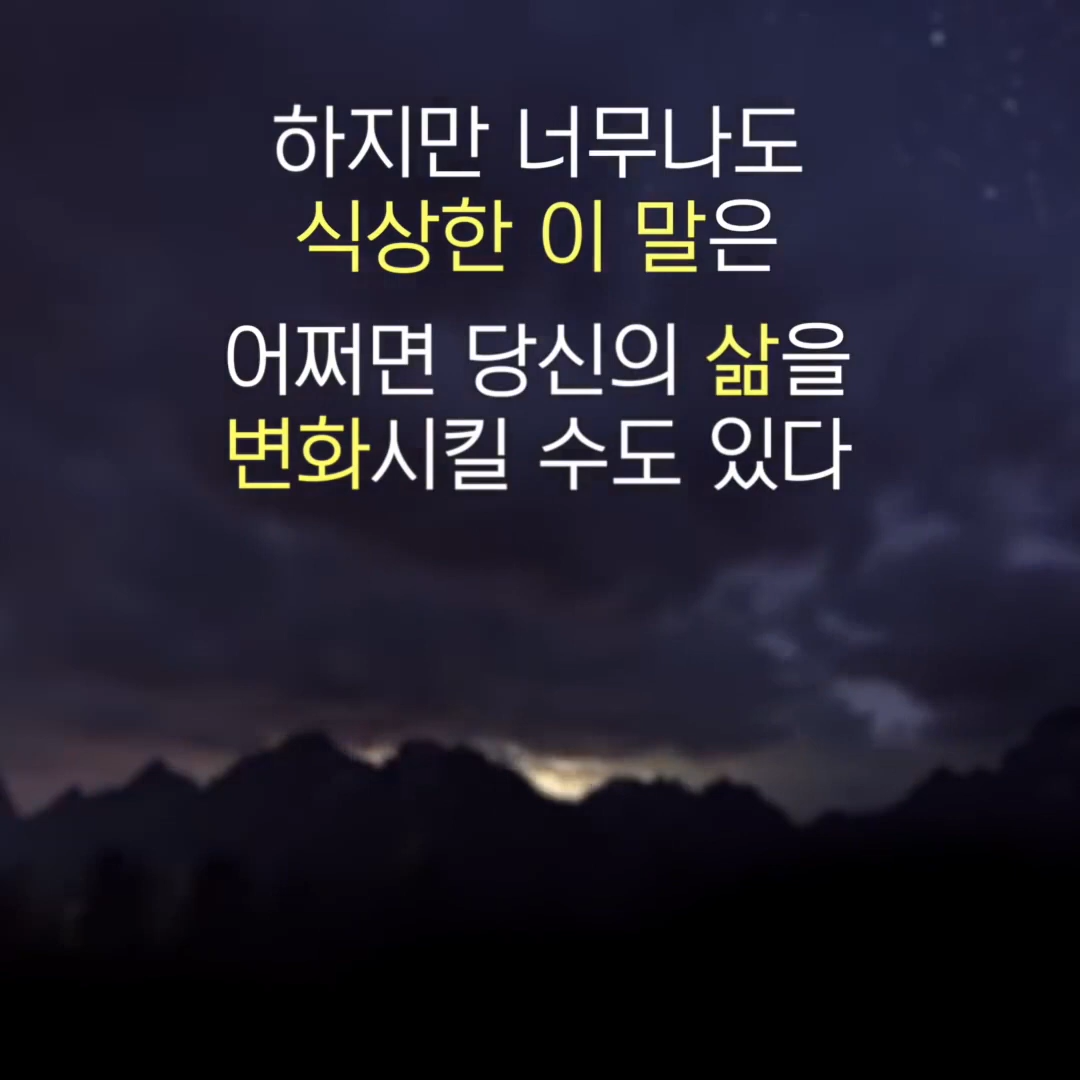 하지만 너무나도
식상한 이 말은
어쩌면 당신의 삶을
변화시킬 수도 있다